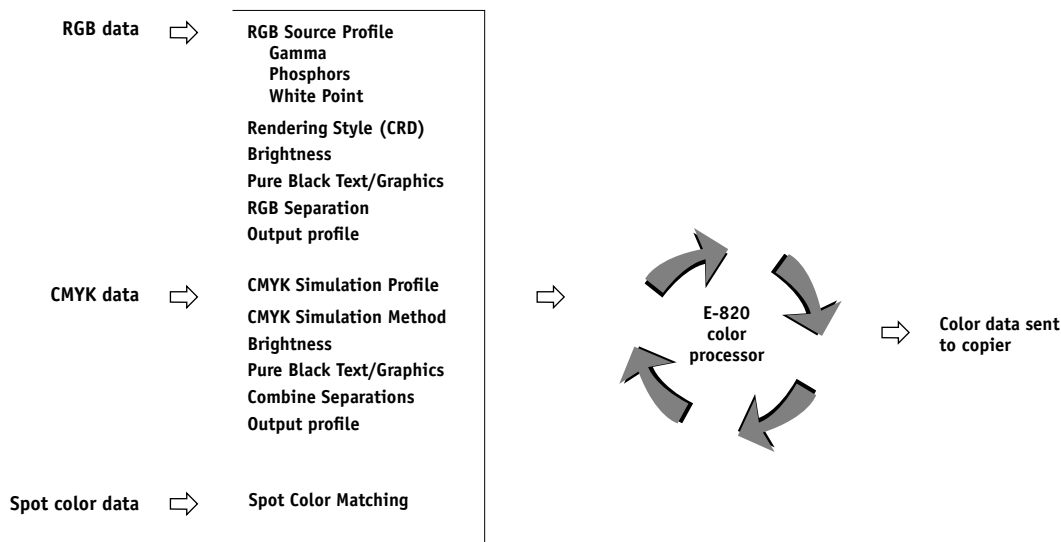 RGB data
RGB Source Profile
Gamma
Phosphors
White Point
Rendering Style (CRD)
Brightness
Pure Black Text/Graphics
RGB Separation
Output profile
CMYK data
CMYK Simulation Profile
CMYK Simulation Method
Brightness
Pure Black Text/Graphics
Combine Separations
Output profile
Spot color data
Spot Color Matching
E-820
color
processor
Color data sent
to copier